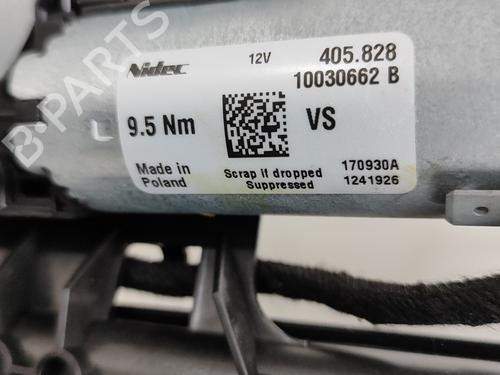 B-PARTS
Nidec 12V 405.828
10030662 B
L 9.5 Nm VS
Made in Poland
Scrap if dropped
Suppressed
170930A
1241926